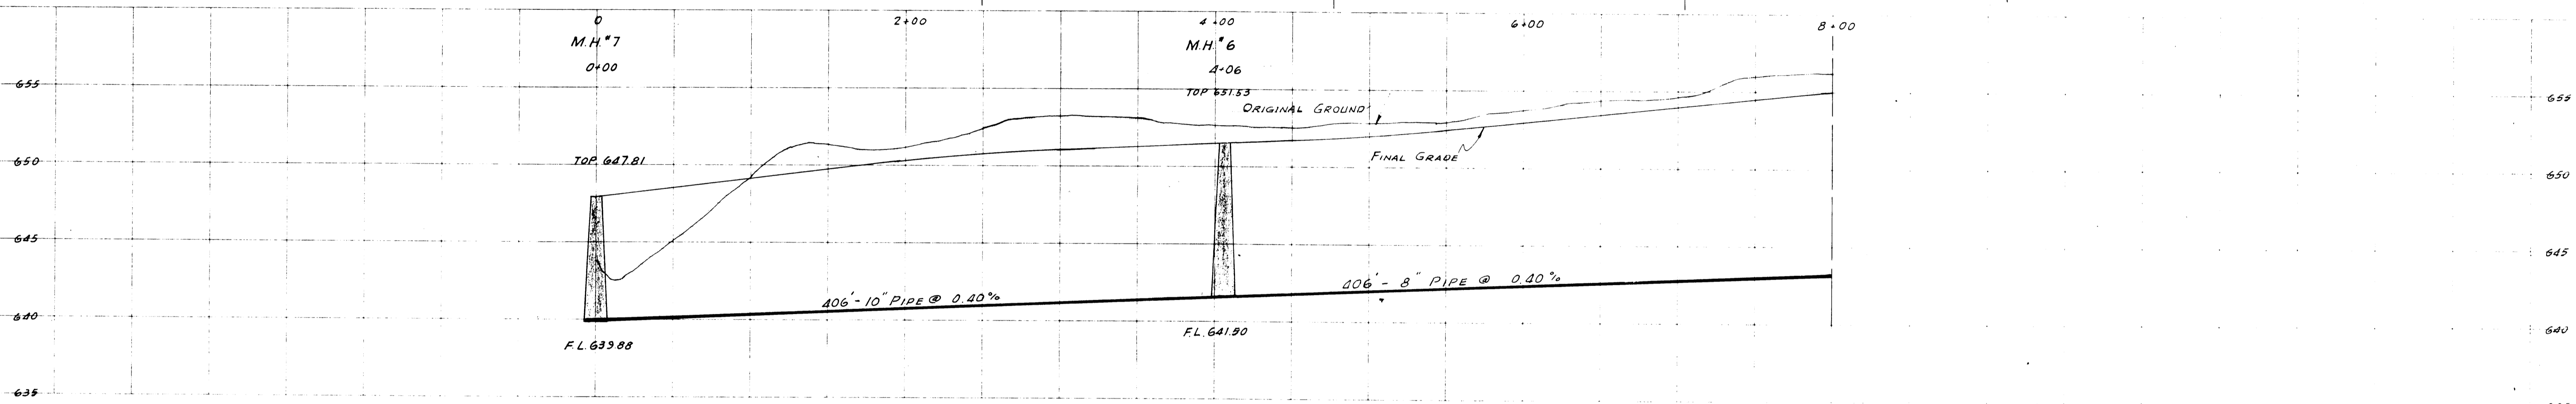 0 2+00 4+00 6+00 8+00
M.H.#7 M.H.#6
0+00 4+06
655 TOP 651.53 655
ORIGINAL GROUND
650 TOP 647.81 FINAL GRADE 650
645 645
406'-10" PIPE @ 0.40% 406'-8" PIPE @ 0.40%
640 F.L. 641.50 640
F.L. 639.88
635